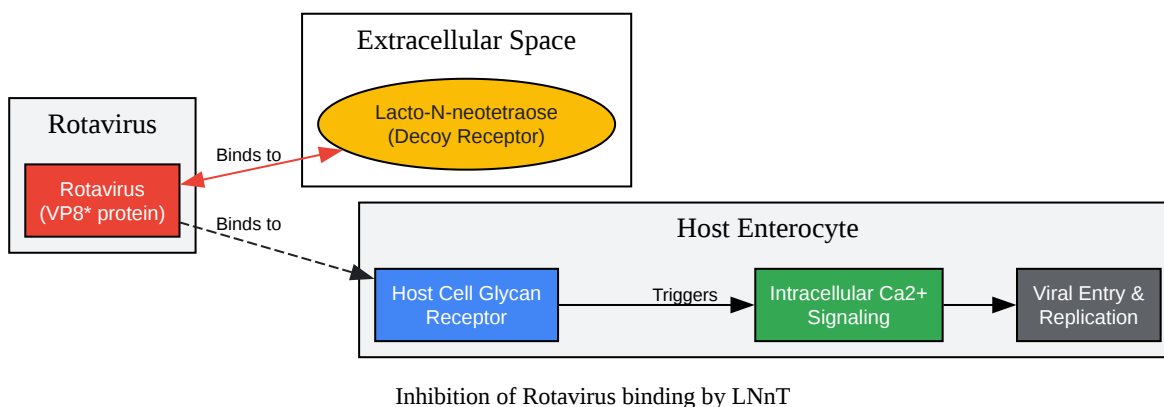 Extracellular Space
Lacto-N-neotetraose
(Decoy Receptor)
Rotavirus
Rotavirus
(VP8* protein)
Binds to
Binds to
Host Enterocyte
Host Cell Glycan
Receptor
Triggers
Intracellular Ca2+
Signaling
Viral Entry &
Replication
Inhibition of Rotavirus binding by LNnT